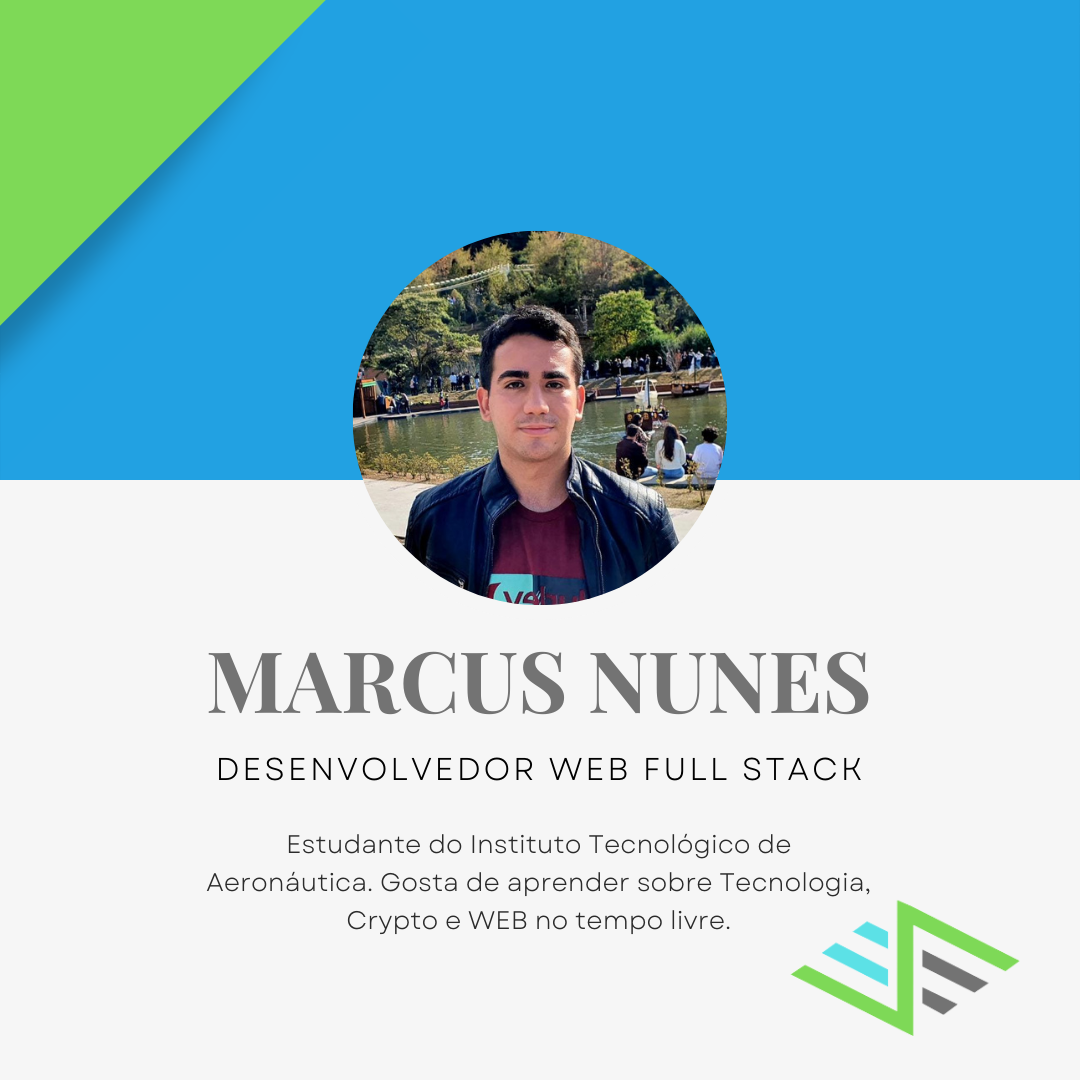 MARCUS NUNES
DESENVOLVEDOR WEB FULL STACK
Estudante do Instituto Tecnológico de
Aeronáutica. Gosta de aprender sobre Tecnologia,
Crypto e WEB no tempo livre.